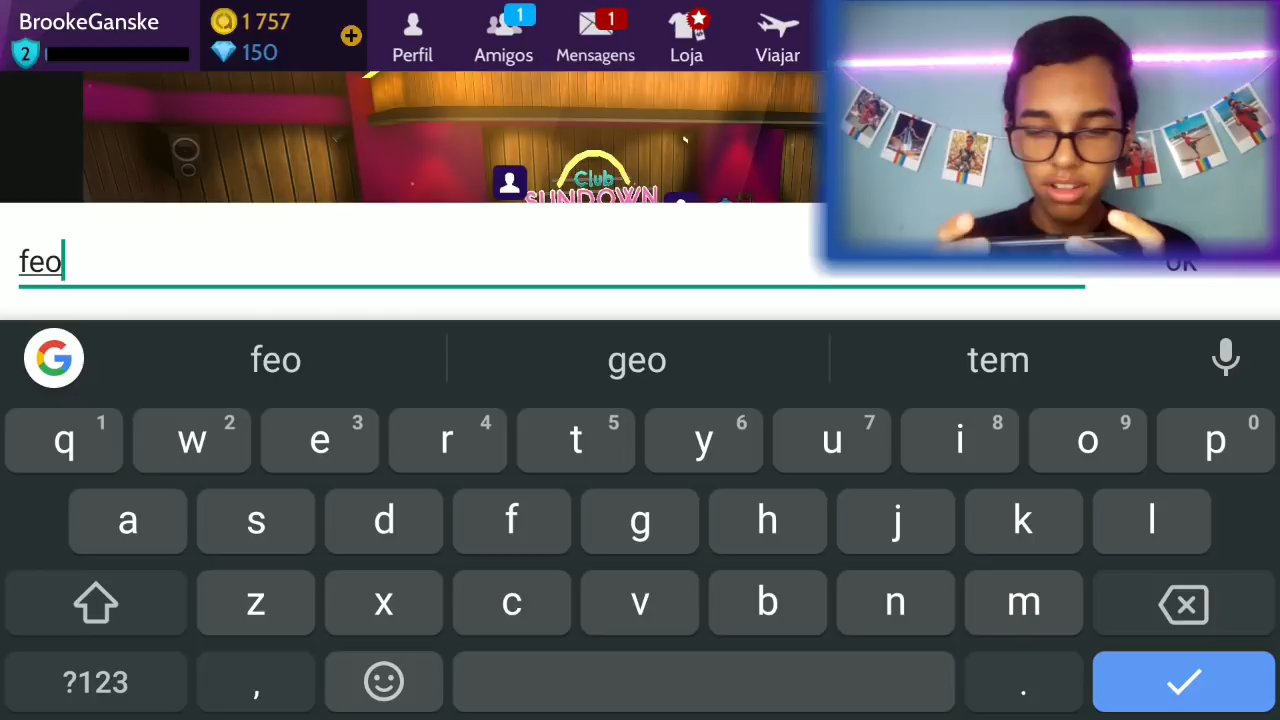 BrookeGanske
2
1 757
150
Perfil
1
Amigos
1
Mensagens
Loja
Viajar
Club
SUNDOWN
feo
OK
feo
geo
tem
q 1 w 2 e 3 r 4 t 5 y 6 u 7 i 8 o 9 p 0
a s d f g h j k l
z x c v b n m
?123 , .